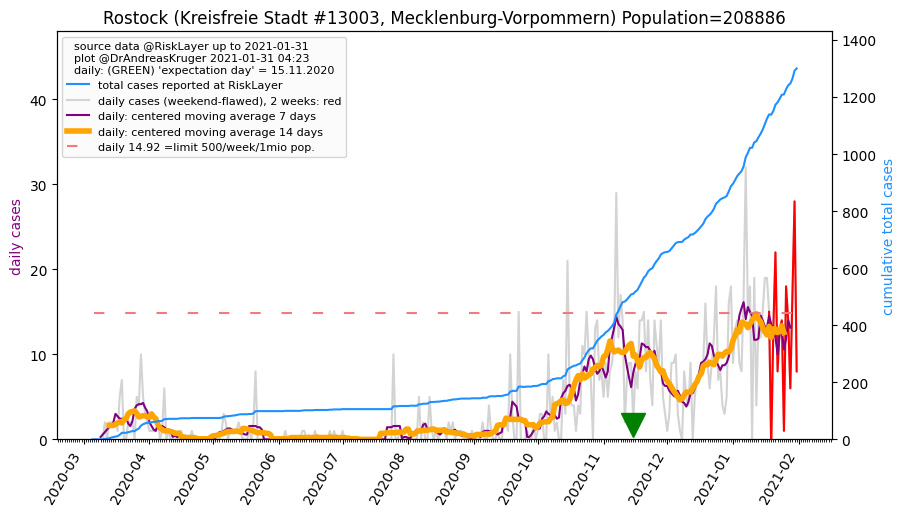 Rostock (Kreisfreie Stadt #13003, Mecklenburg-Vorpommern) Population=208886
source data @RiskLayer up to 2021-01-31
plot @DrAndreasKruger 2021-01-31 04:23
daily: (GREEN) 'expectation day' = 15.11.2020
total cases reported at RiskLayer
daily cases (weekend-flawed), 2 weeks: red
daily: centered moving average 7 days
daily: centered moving average 14 days
daily 14.92 =limit 500/week/1mio pop.
daily cases
40
30
20
10
0
cumulative total cases
1400
1200
1000
800
600
400
200
0
2020-03
2020-04
2020-05
2020-06
2020-07
2020-08
2020-09
2020-10
2020-11
2020-12
2021-01
2021-02